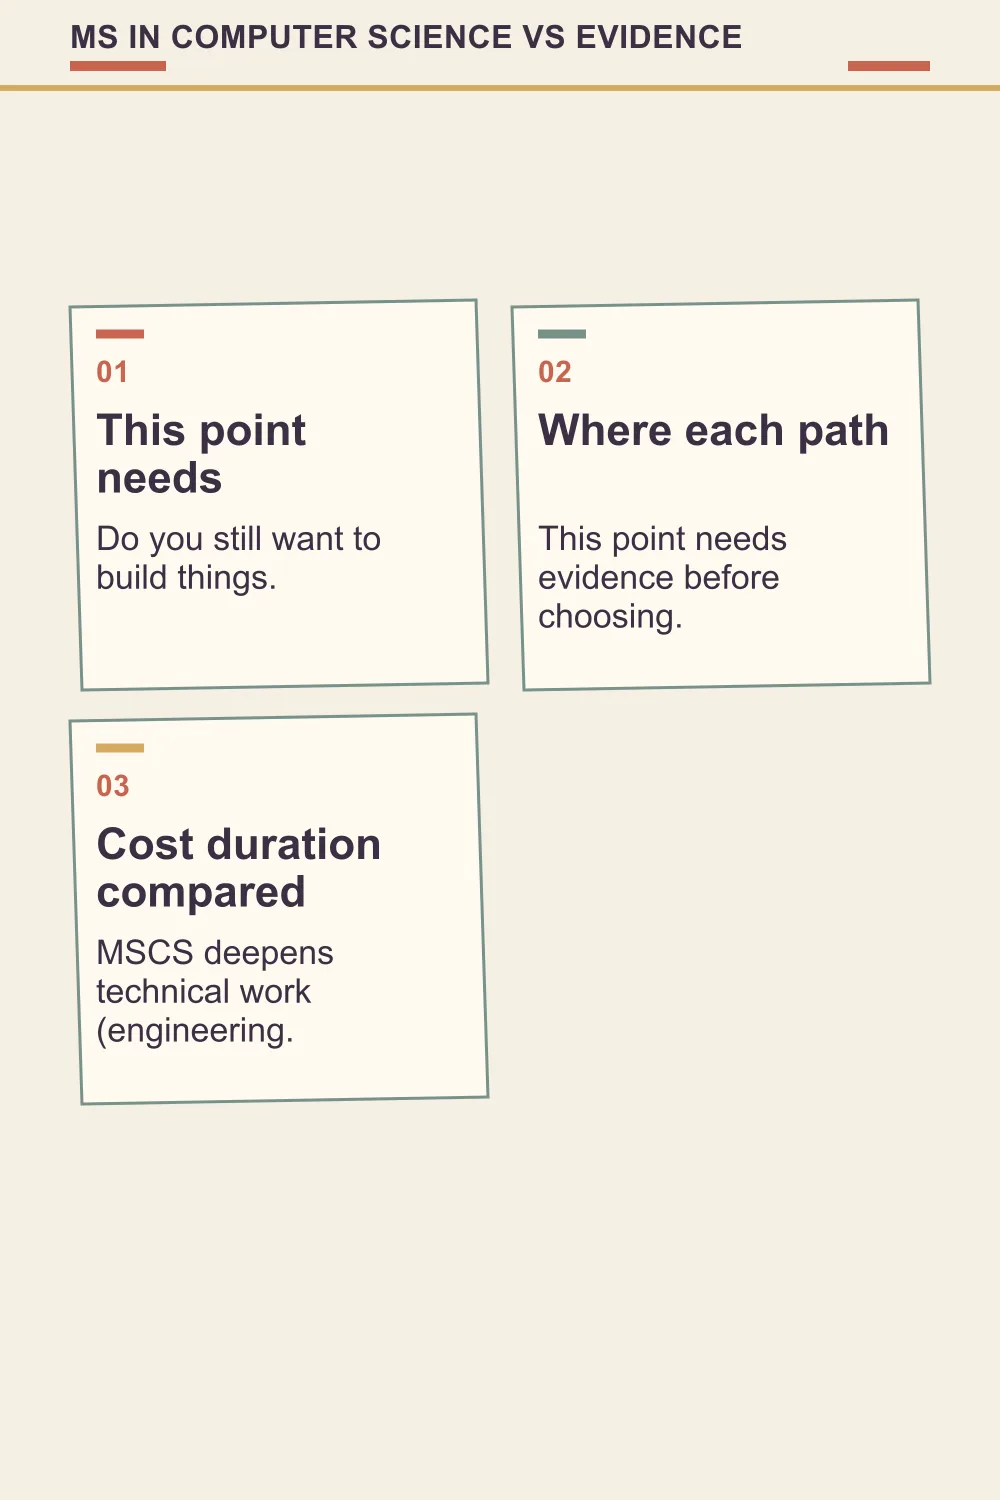 MS IN COMPUTER SCIENCE VS EVIDENCE
01
This point
needs
Do you still want to
build things.
02
Where each path
This point needs
evidence before
choosing.
03
Cost duration
compared
MSCS deepens
technical work
(engineering.